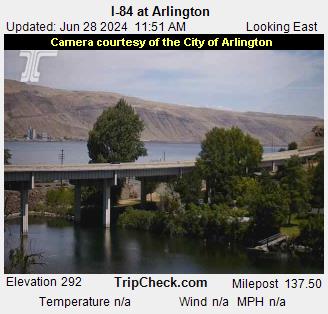 I-84 at Arlington
Updated: Jun 28 2024 11:51 AM Looking East
Camera courtesy of the City of Arlington
Elevation 292 TripCheck.com Milepost 137.50
Temperature n/a Wind n/a MPH n/a